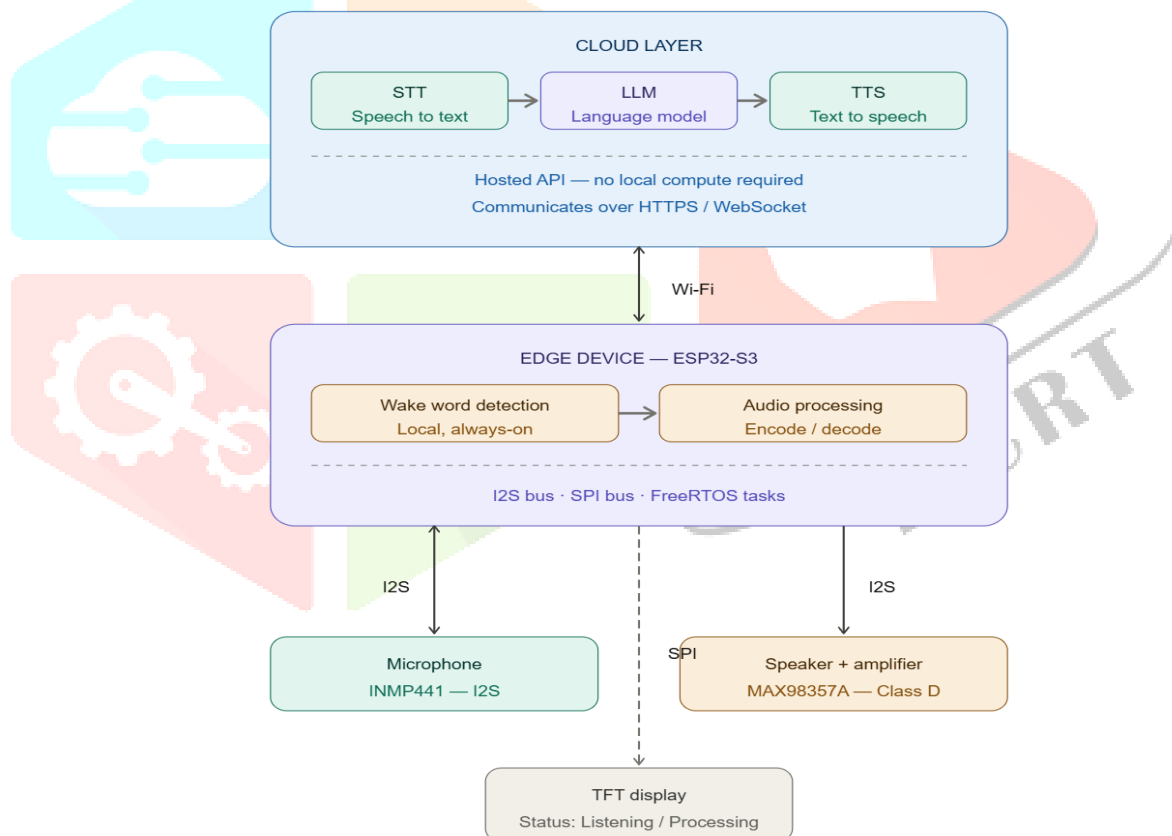 CLOUD LAYER
STT
Speech to text
LLM
Language model
TTS
Text to speech
Hosted API — no local compute required
Communicates over HTTPS / WebSocket
Wi-Fi
EDGE DEVICE — ESP32-S3
Wake word detection
Local, always-on
Audio processing
Encode / decode
I2S bus · SPI bus · FreeRTOS tasks
I2S
I2S
SPI
Microphone
INMP441 — I2S
Speaker + amplifier
MAX98357A — Class D
TFT display
Status: Listening / Processing